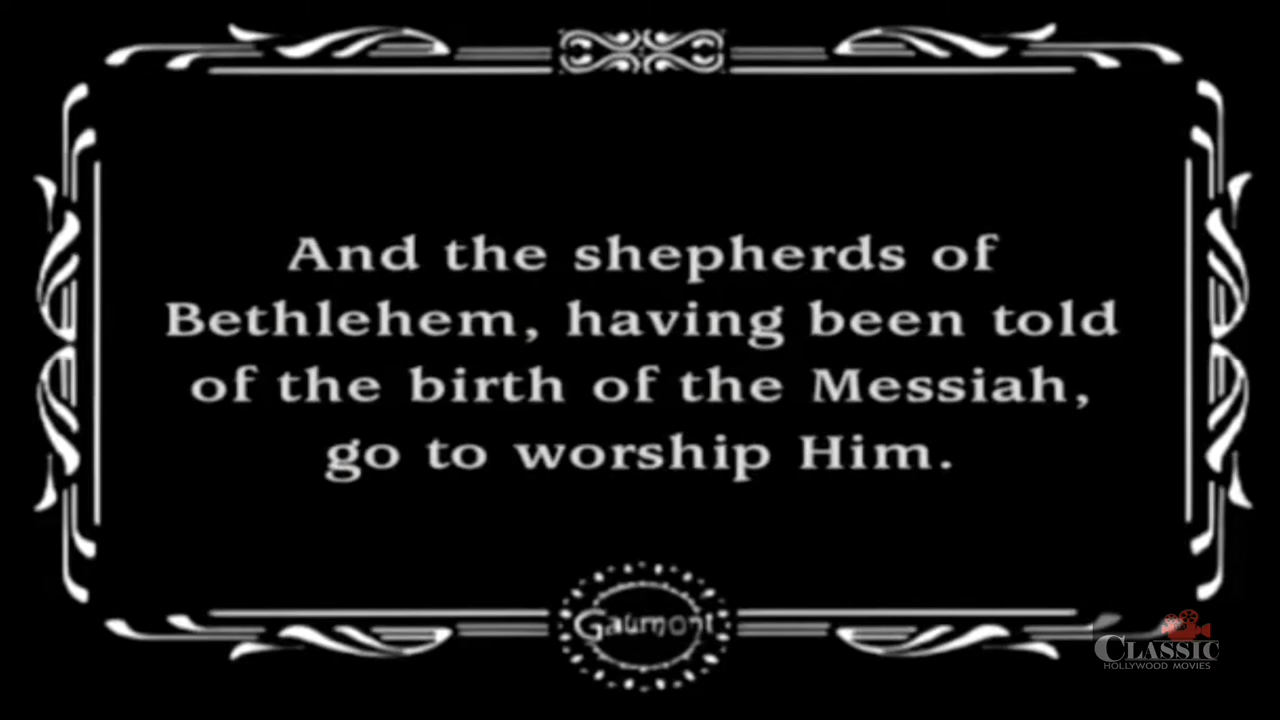 And the shepherds of
Bethlehem, having been told
of the birth of the Messiah,
go to worship Him.
Gaumont
CLASSIC
HOLLYWOOD MOVIES